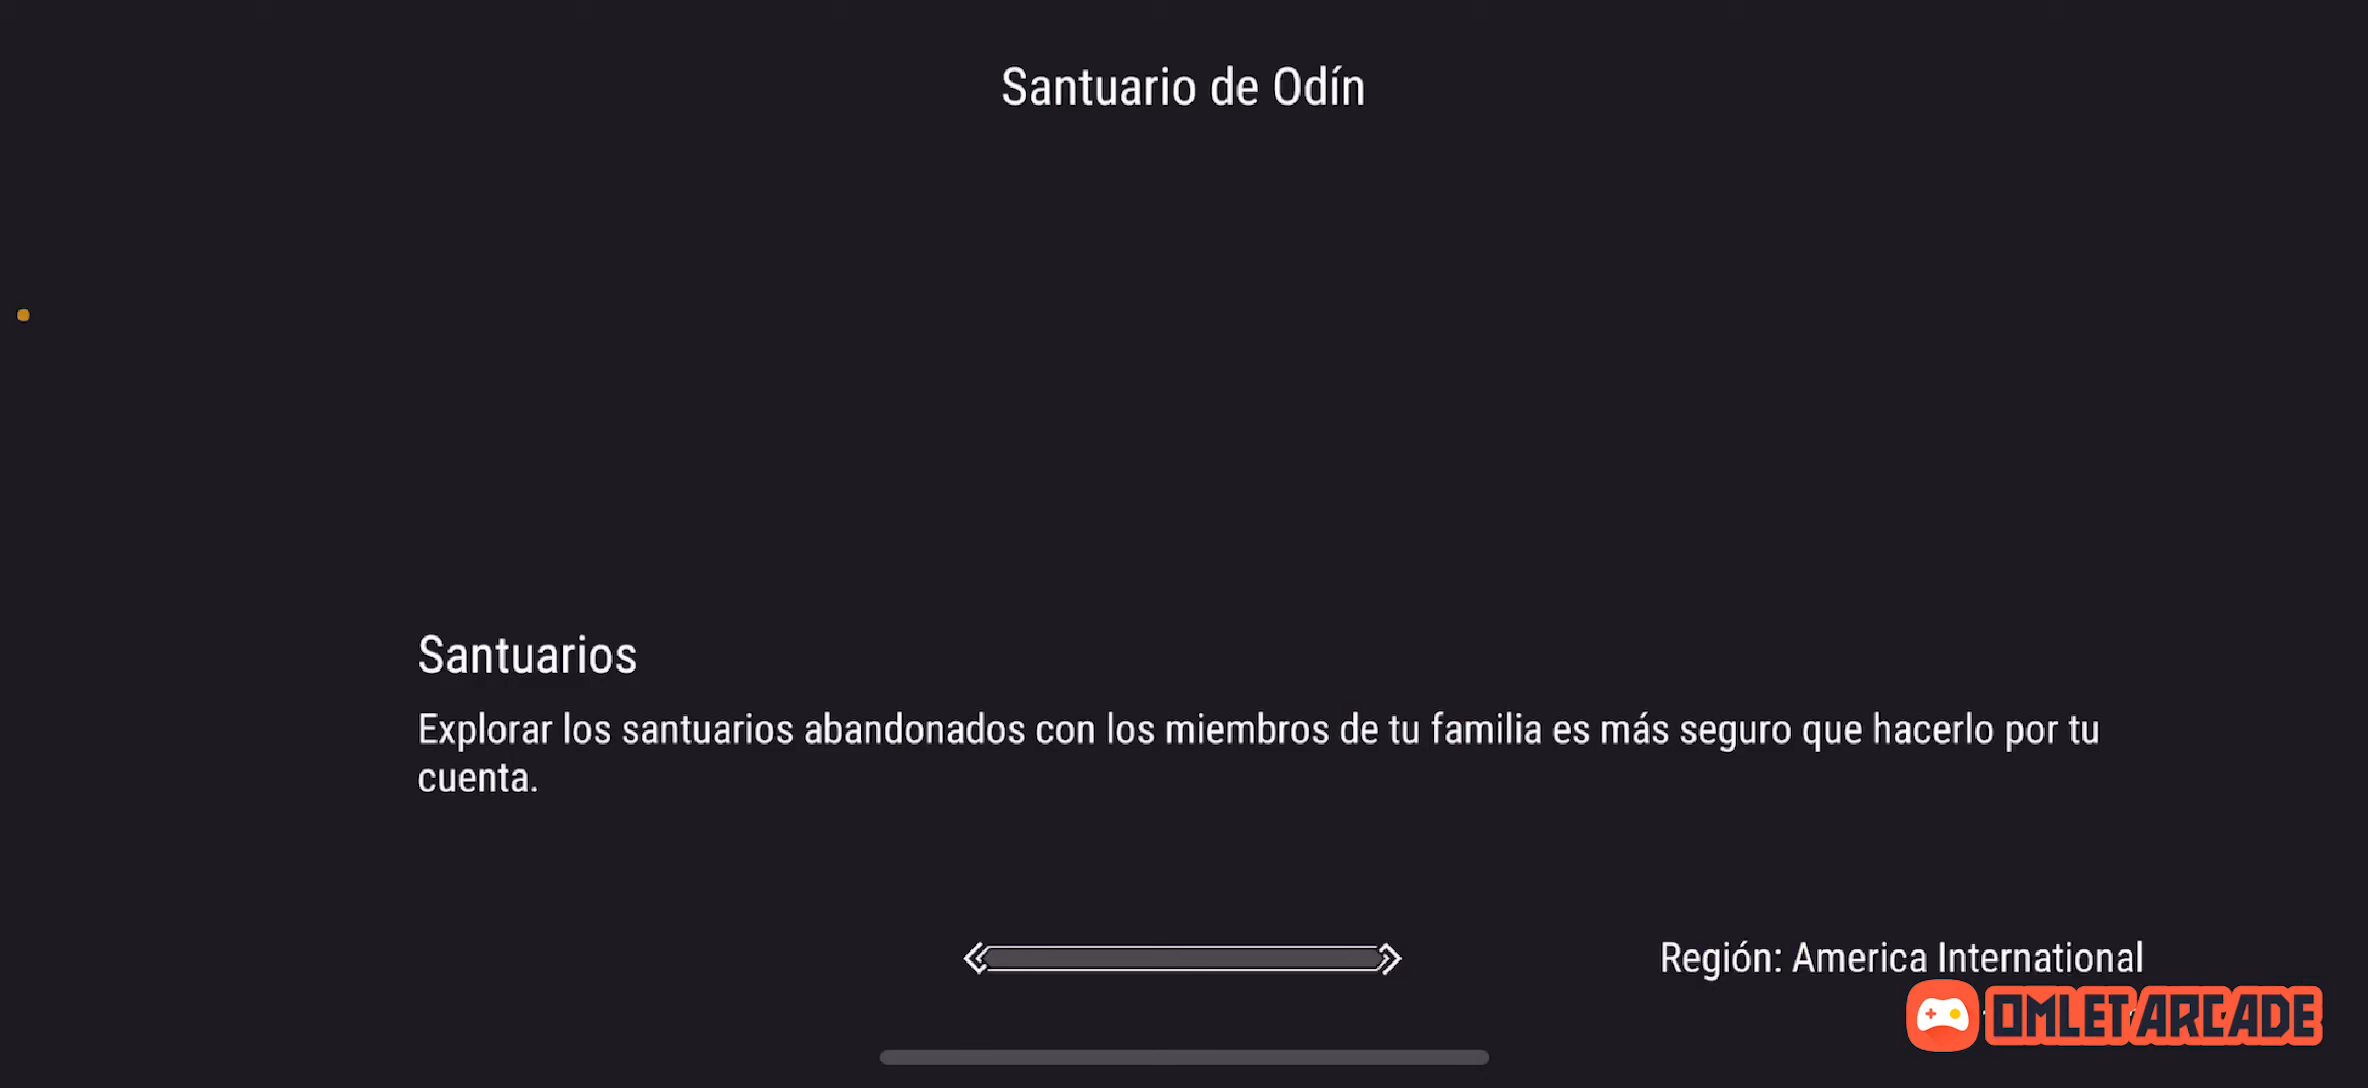 Santuario de Odín
Santuarios
Explorar los santuarios abandonados con los miembros de tu familia es más seguro que hacerlo por tu
cuenta.
Región: America International
OMLET ARCADE